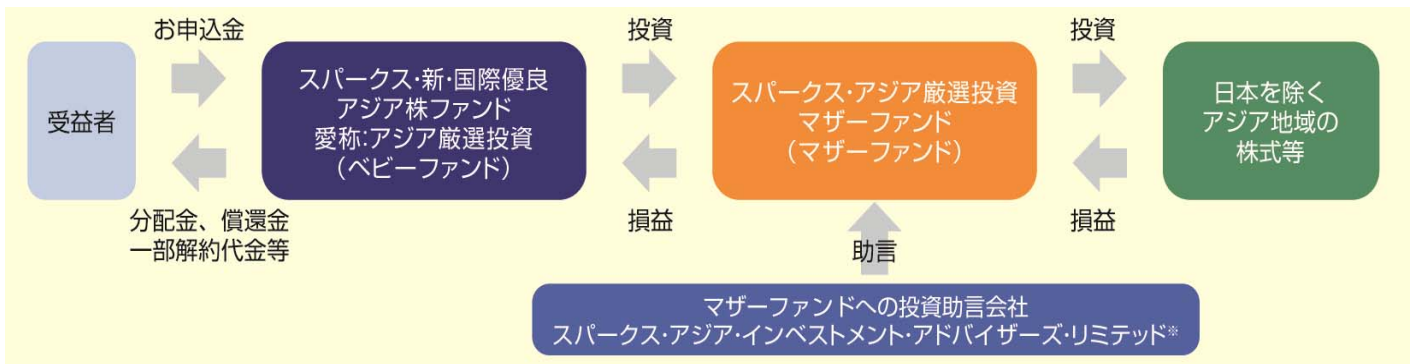 お申込金
投資
投資
受益者
スパークス・新・国際優良
アジア株ファンド
愛称:アジア厳選投資
（ベビーファンド）
スパークス・アジア厳選投資
マザーファンド
（マザーファンド）
日本を除く
アジア地域の
株式等
分配金、償還金
一部解約代金等
損益
損益
助言
マザーファンドへの投資助言会社
スパークス・アジア・インベストメント・アドバイザーズ・リミテッド※